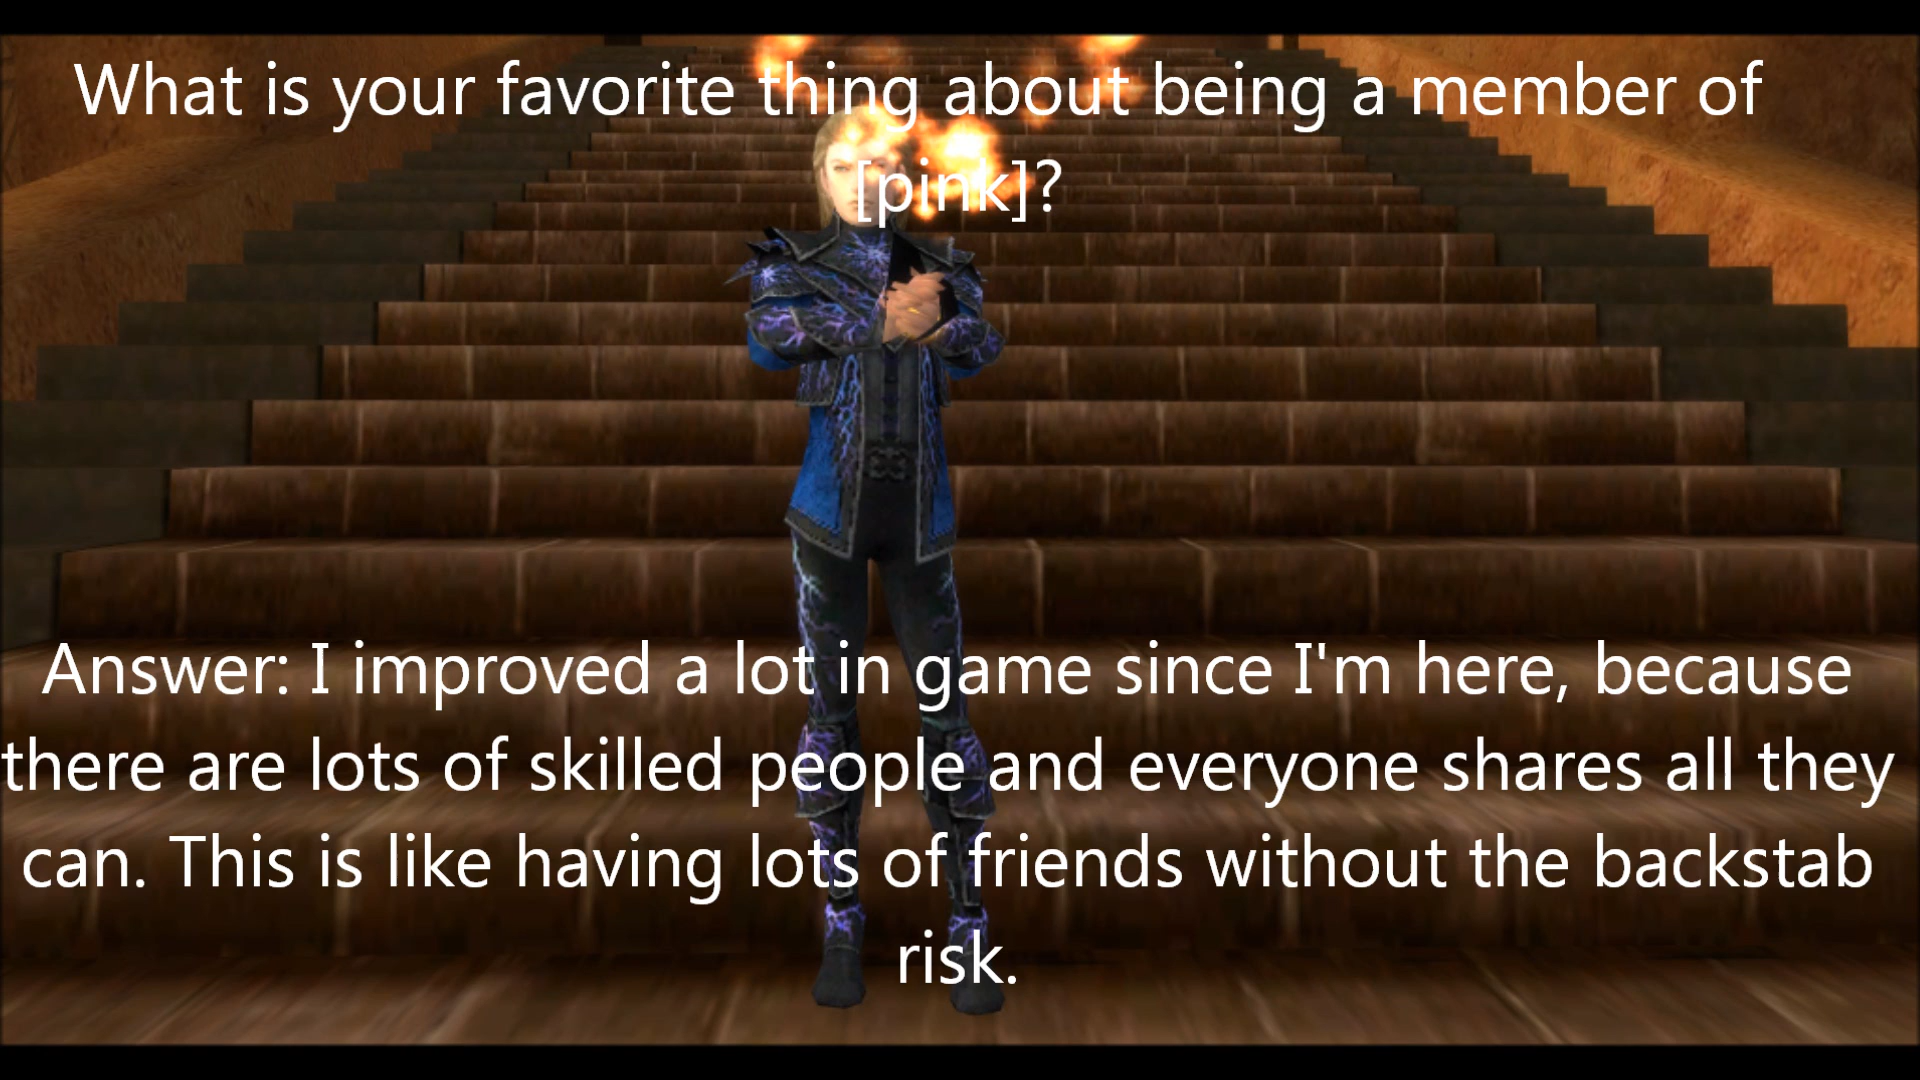 What is your favorite thing about being a member of
[pink]?
Answer: I improved a lot in game since I'm here, because
there are lots of skilled people and everyone shares all they
can. This is like having lots of friends without the backstab
risk.